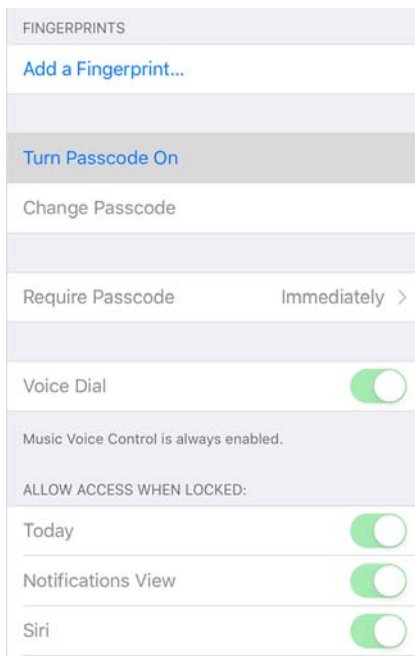 FINGERPRINTS
Add a Fingerprint...
Turn Passcode On
Change Passcode
Require Passcode Immediately
Voice Dial
Music Voice Control is always enabled.
ALLOW ACCESS WHEN LOCKED:
Today
Notifications View
Siri